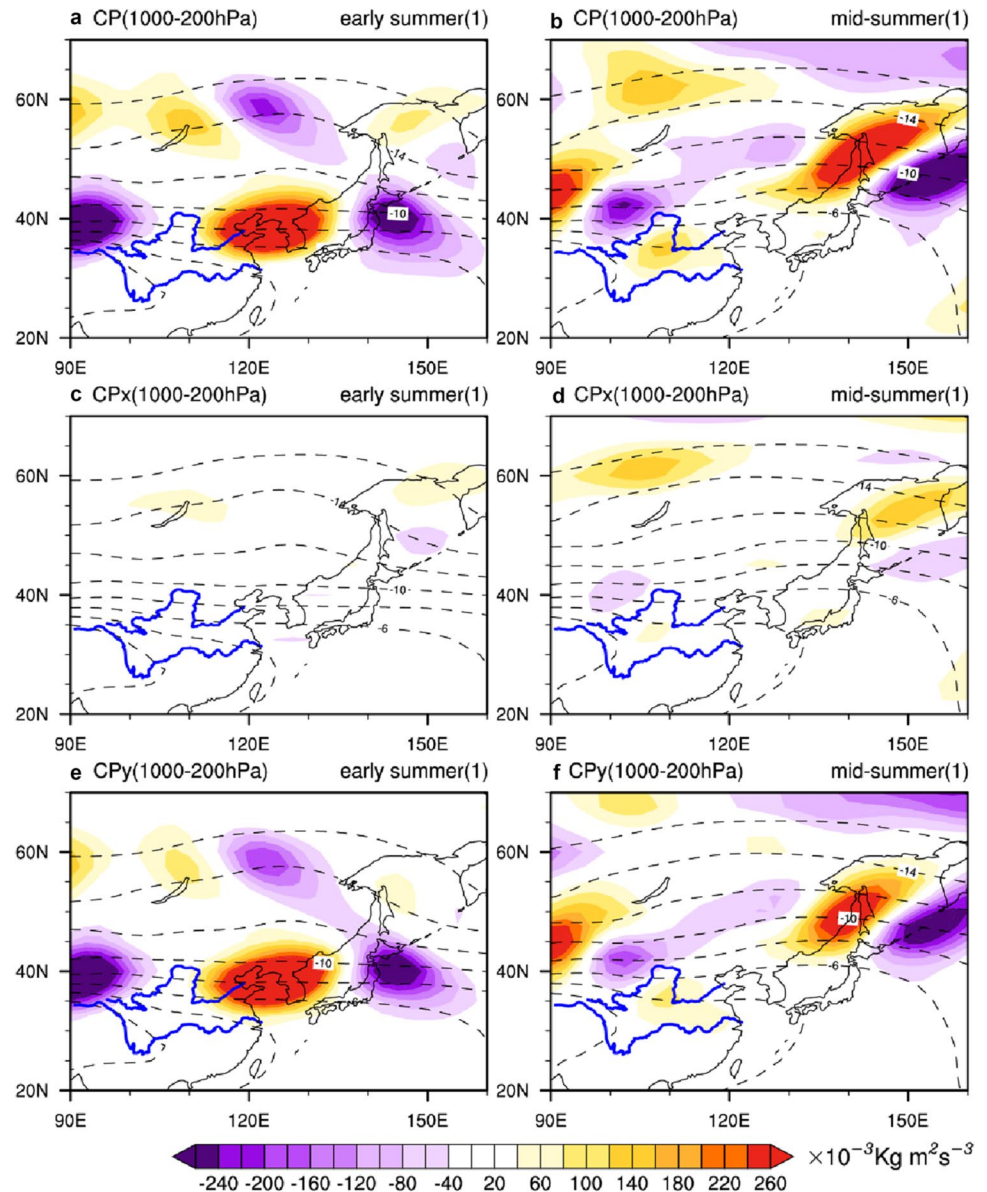 a CP(1000-200hPa) early summer(1) b CP(1000-200hPa) mid-summer(1)
60N 60N
-14 -14
-10 -10
40N 40N
-6
20N 20N
90E 120E 150E 90E 120E 150E
c CPx(1000-200hPa) early summer(1) d CPx(1000-200hPa) mid-summer(1)
60N 60N
-14 -14
-10
40N -10 40N
-6 -6
20N 20N
90E 120E 150E 90E 120E 150E
e CPy(1000-200hPa) early summer(1) f CPy(1000-200hPa) mid-summer(1)
60N 60N
-14
-10
40N -10 40N -6
-6
20N 20N
90E 120E 150E 90E 120E 150E
-240 -200 -160 -120 -80 -40 20 60 100 140 180 220 260 ×10⁻³Kg m²s⁻³